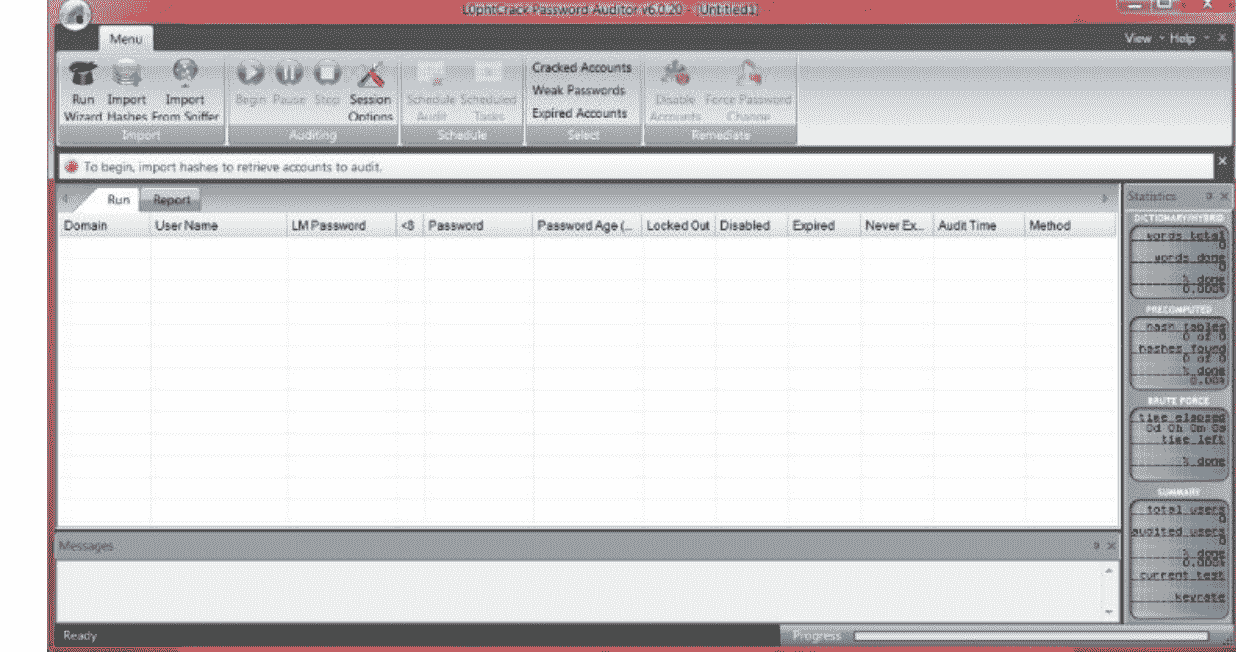 L0phtCrack Password Auditor v6.0.20 - [Untitled1]
Menu
View Help
Run Wizard
Import Hashes
Import From Sniffer
Begin Pause Stop
Session Options
Schedule Audit
Scheduled Tasks
Cracked Accounts
Weak Passwords
Expired Accounts
Disable Accounts
Force Password Change
Import Auditing Schedule Select Remediate
To begin, import hashes to retrieve accounts to audit.
Run Report
Domain User Name LM Password <8 Password Password Age (... Locked Out Disabled Expired Never Ex... Audit Time Method
Statistics
DICTIONARY/HYBRID
words total
0
words done
0
% done
0.000%
PRECOMPUTED
hash tables
0 of 0
hashes found
0 of 0
% done
0.00%
BRUTE FORCE
time elapsed
0d 0h 0m 0s
time left
% done
SUMMARY
total users
0
audited users
0
% done
0.000%
current test
keyrate
Messages
Ready
Progress